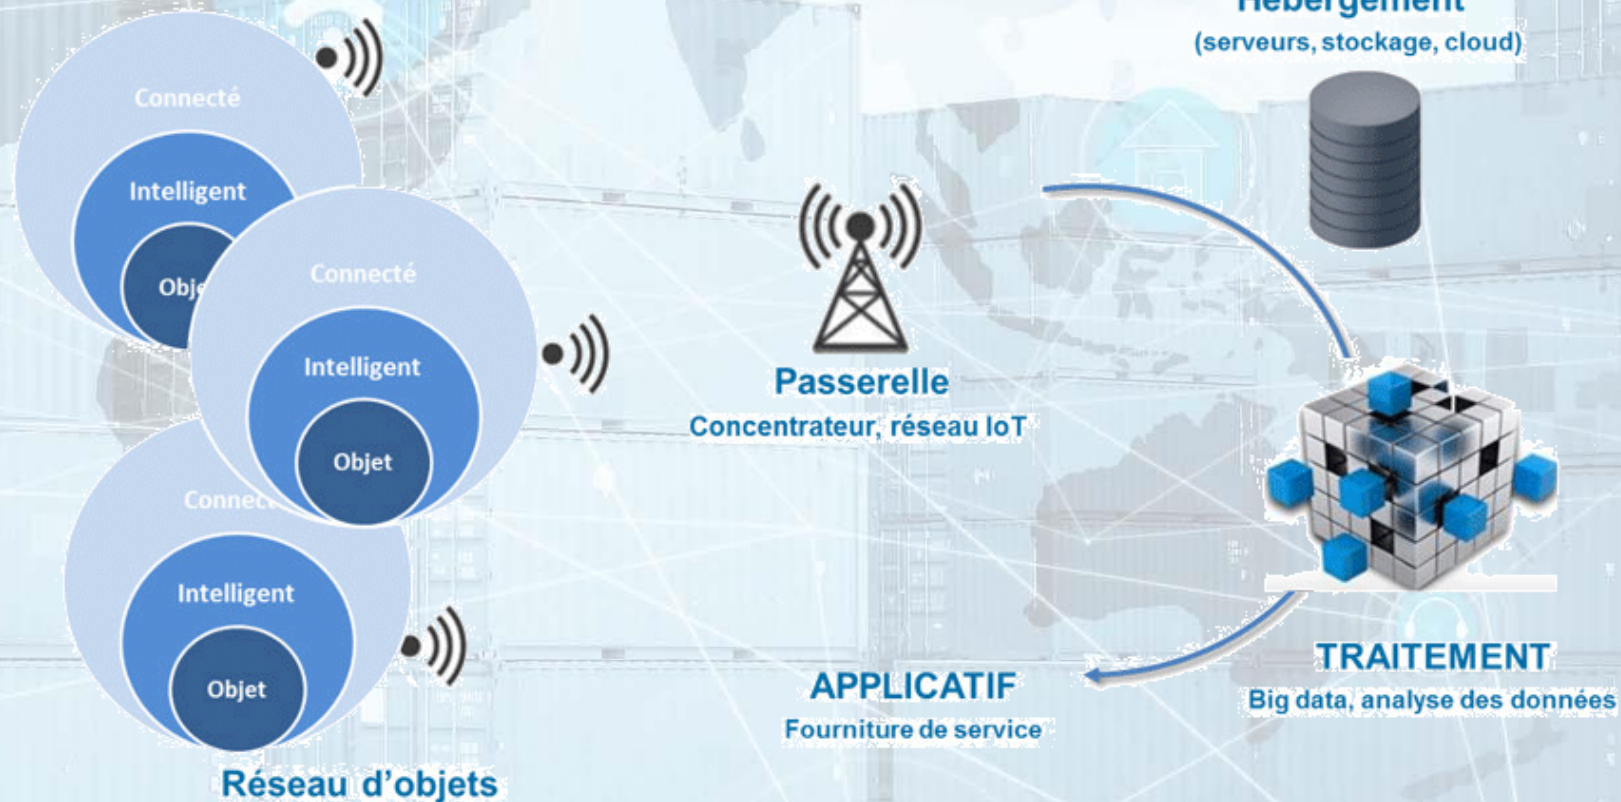 Hébergement
(serveurs, stockage, cloud)
Connecté
Intelligent
Connecté
Intelligent
Objet
Passerelle
Concentrateur, réseau IoT
Intelligent
Objet
TRAITEMENT
Big data, analyse des données
APPLICATIF
Fourniture de service
Réseau d'objets